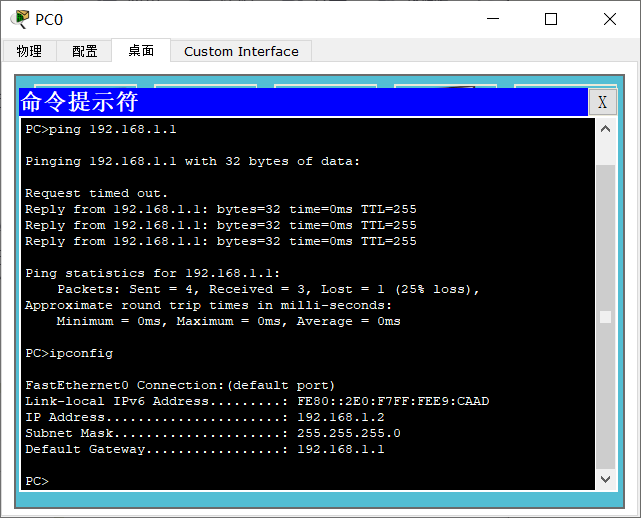 PC0
物理 配置 桌面 Custom Interface
命令提示符 X
PC>ping 192.168.1.1
Pinging 192.168.1.1 with 32 bytes of data:
Request timed out.
Reply from 192.168.1.1: bytes=32 time=0ms TTL=255
Reply from 192.168.1.1: bytes=32 time=0ms TTL=255
Reply from 192.168.1.1: bytes=32 time=0ms TTL=255
Ping statistics for 192.168.1.1:
Packets: Sent = 4, Received = 3, Lost = 1 (25% loss),
Approximate round trip times in milli-seconds:
Minimum = 0ms, Maximum = 0ms, Average = 0ms
PC>ipconfig
FastEthernet0 Connection:(default port)
Link-local IPv6 Address.........: FE80::2E0:F7FF:FEE9:CAAD
IP Address......................: 192.168.1.2
Subnet Mask.....................: 255.255.255.0
Default Gateway.................: 192.168.1.1
PC>